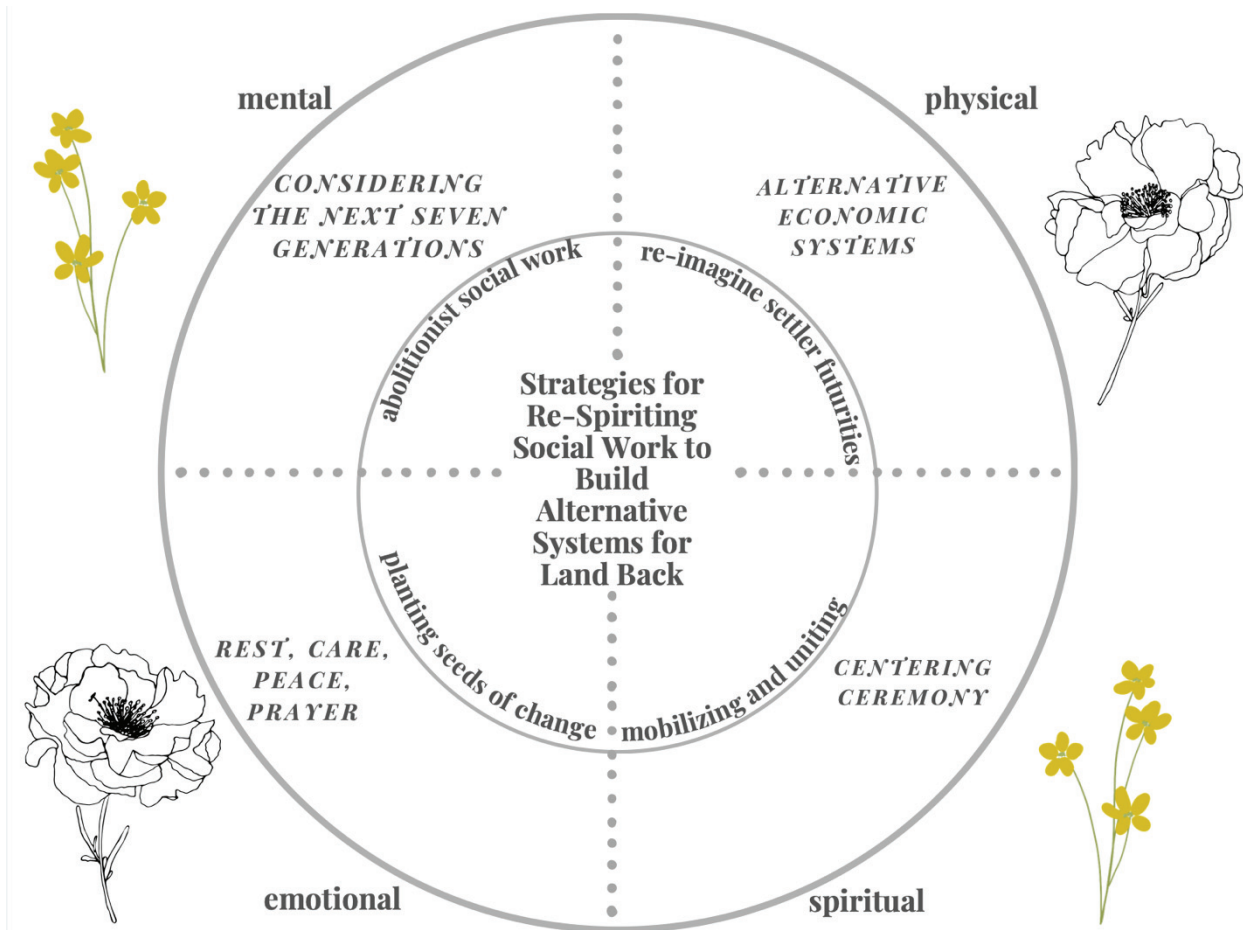 mental
physical
CONSIDERING
THE NEXT SEVEN
GENERATIONS
ALTERNATIVE
ECONOMIC
SYSTEMS
abolitionist social work
re-imagine settler futurities
Strategies for
Re-Spiriting
Social Work to
Build
Alternative
Systems for
Land Back
planting seeds of change
mobilizing and uniting
REST, CARE,
PEACE,
PRAYER
CENTERING
CEREMONY
emotional
spiritual